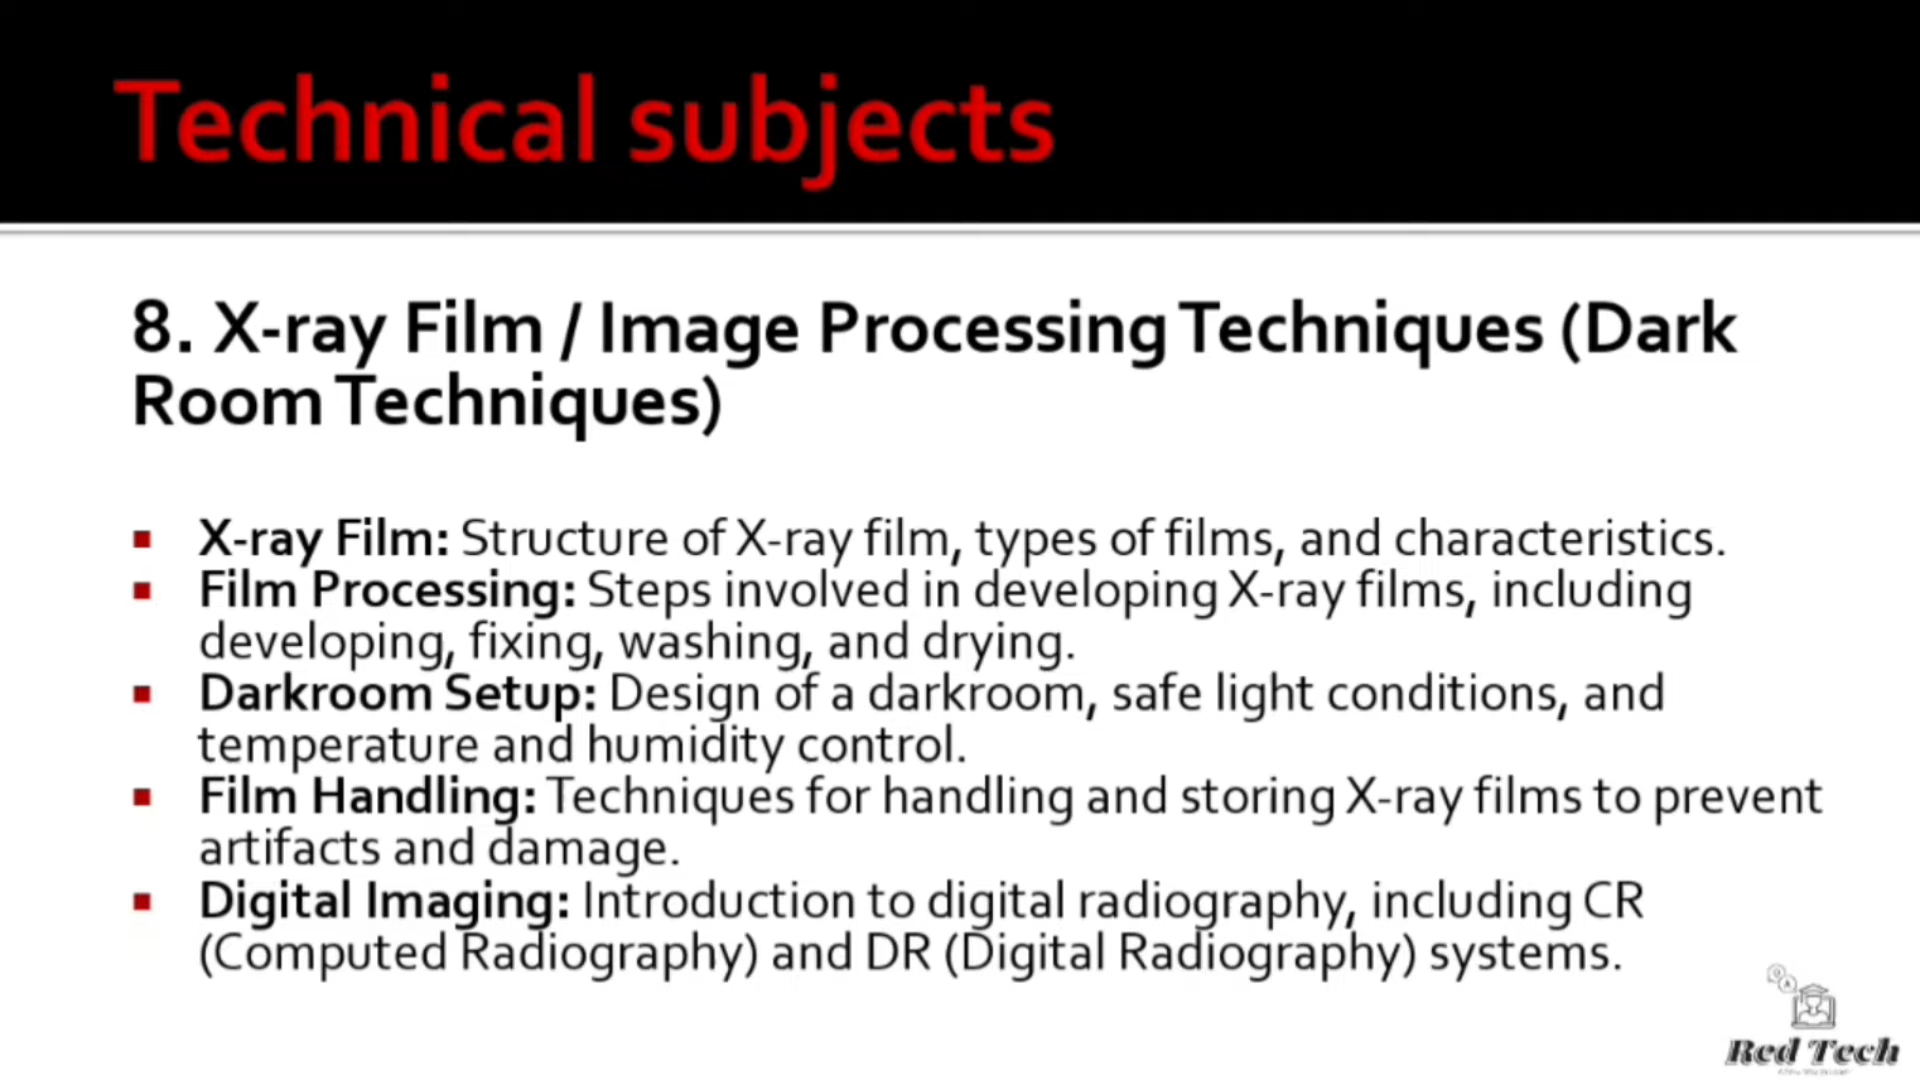 Technical subjects
8. X-ray Film / Image Processing Techniques (Dark
Room Techniques)
▪ X-ray Film: Structure of X-ray film, types of films, and characteristics.
▪ Film Processing: Steps involved in developing X-ray films, including
developing, fixing, washing, and drying.
▪ Darkroom Setup: Design of a darkroom, safe light conditions, and
temperature and humidity control.
▪ Film Handling: Techniques for handling and storing X-ray films to prevent
artifacts and damage.
▪ Digital Imaging: Introduction to digital radiography, including CR
(Computed Radiography) and DR (Digital Radiography) systems.
Q
A
Red Tech